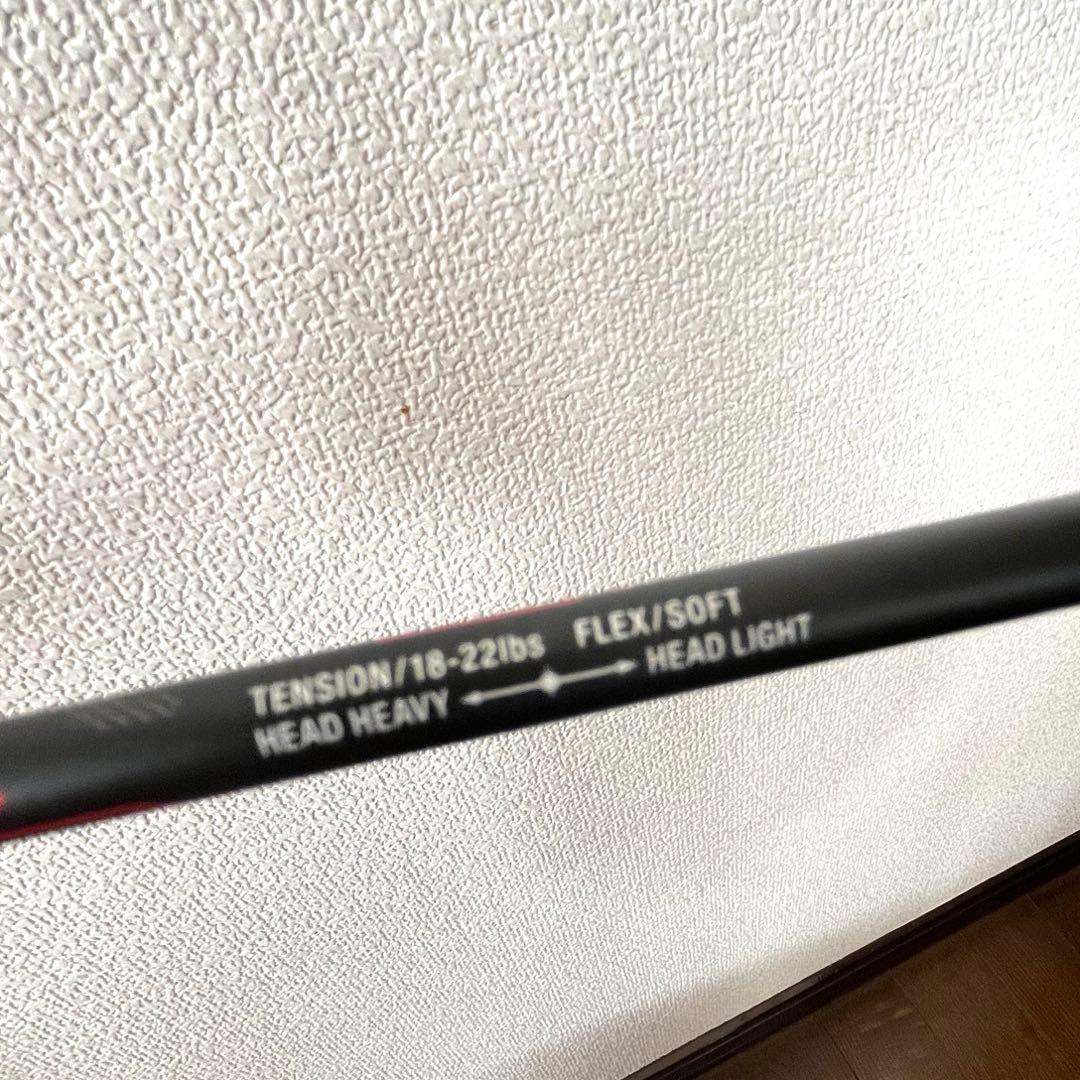 TENSION/18-22lbs FLEX/SOFT
HEAD HEAVY HEAD LIGHT